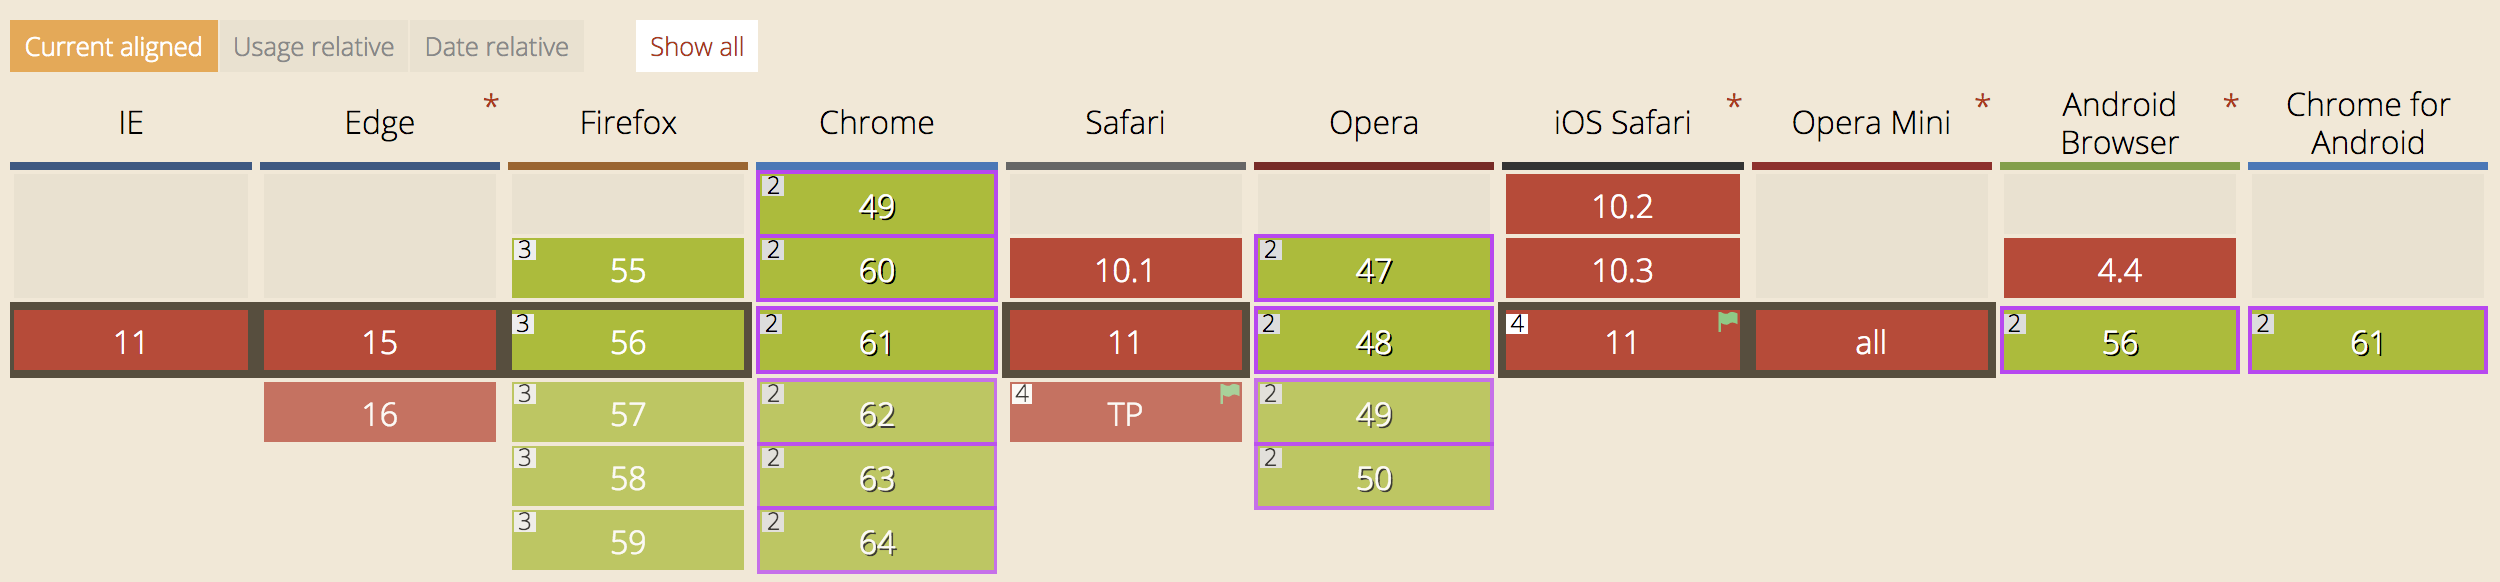 Current aligned Usage relative Date relative Show all
IE Edge * Firefox Chrome Safari Opera iOS Safari * Opera Mini * Android Browser * Chrome for Android
2 49 10.2
3 55 2 60 10.1 2 47 10.3 4.4
11 15 3 56 2 61 11 2 48 4 11 all 2 56 2 61
16 3 57 2 62 4 TP 2 49
3 58 2 63 2 50
3 59 2 64